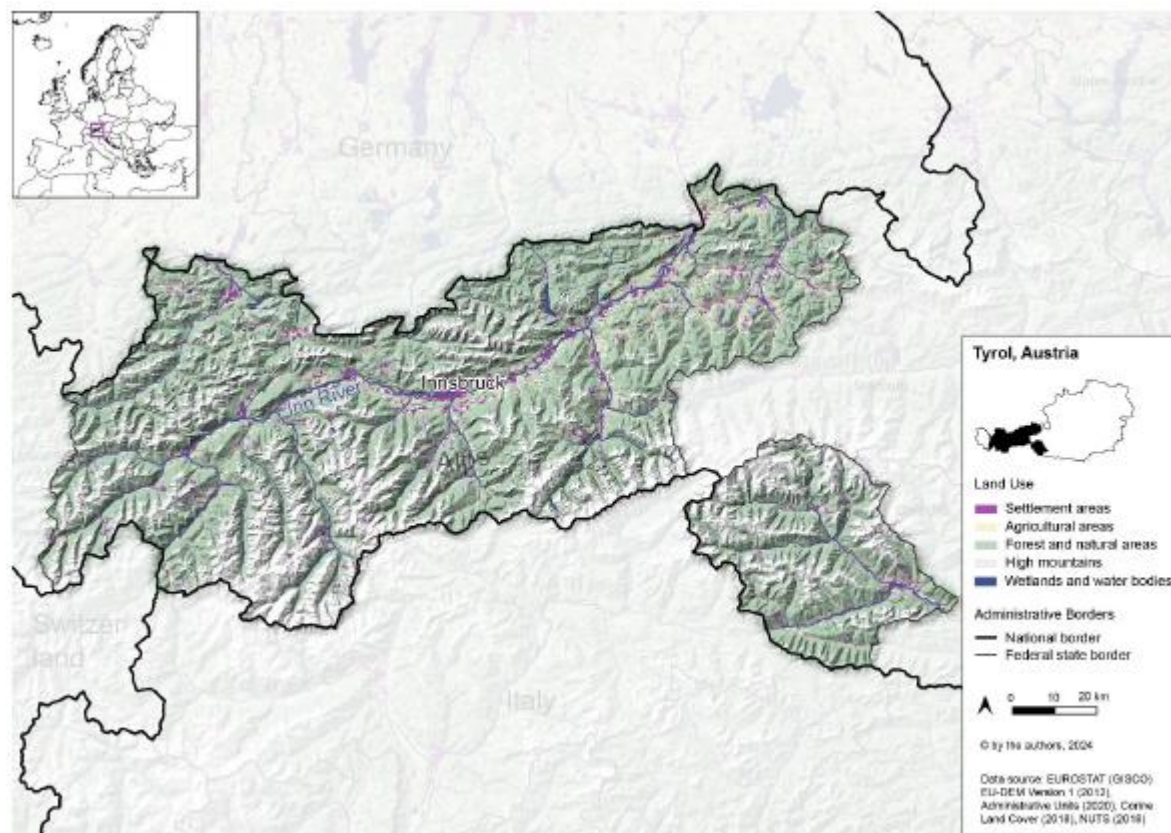 Germany
Innsbruck
Inn River
Alps
Switzer
land
Italy
Tyrol, Austria
Land Use
Settlement areas
Agricultural areas
Forest and natural areas
High mountains
Wetlands and water bodies
Administrative Borders
National border
Federal state border
0 10 20 km
© by the authors, 2024
Data source: EUROSTAT (GISCO)
EU-DEM Version 1 (2012),
Administrative Units (2020), Corine
Land Cover (2018), NUTS (2018)